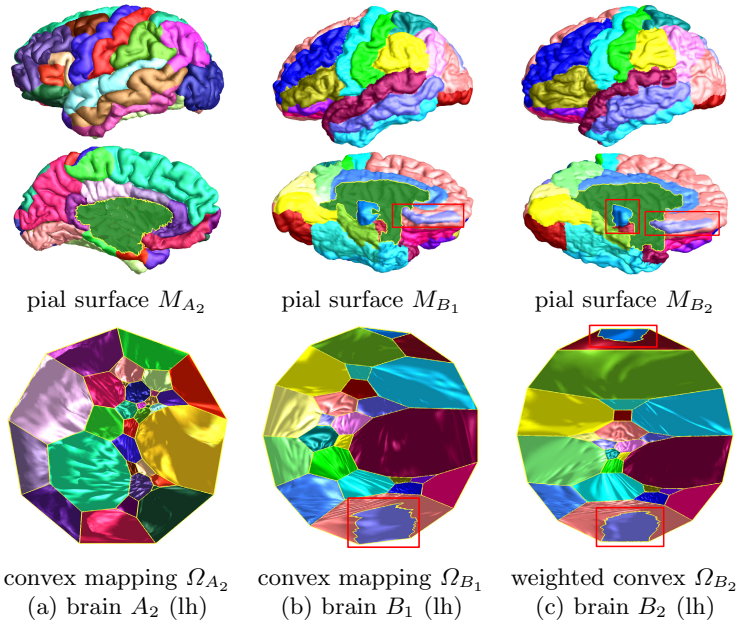 pial surface M_{A_2} pial surface M_{B_1} pial surface M_{B_2}
convex mapping Ω_{A_2} convex mapping Ω_{B_1} weighted convex Ω_{B_2}
(a) brain A_2 (lh) (b) brain B_1 (lh) (c) brain B_2 (lh)